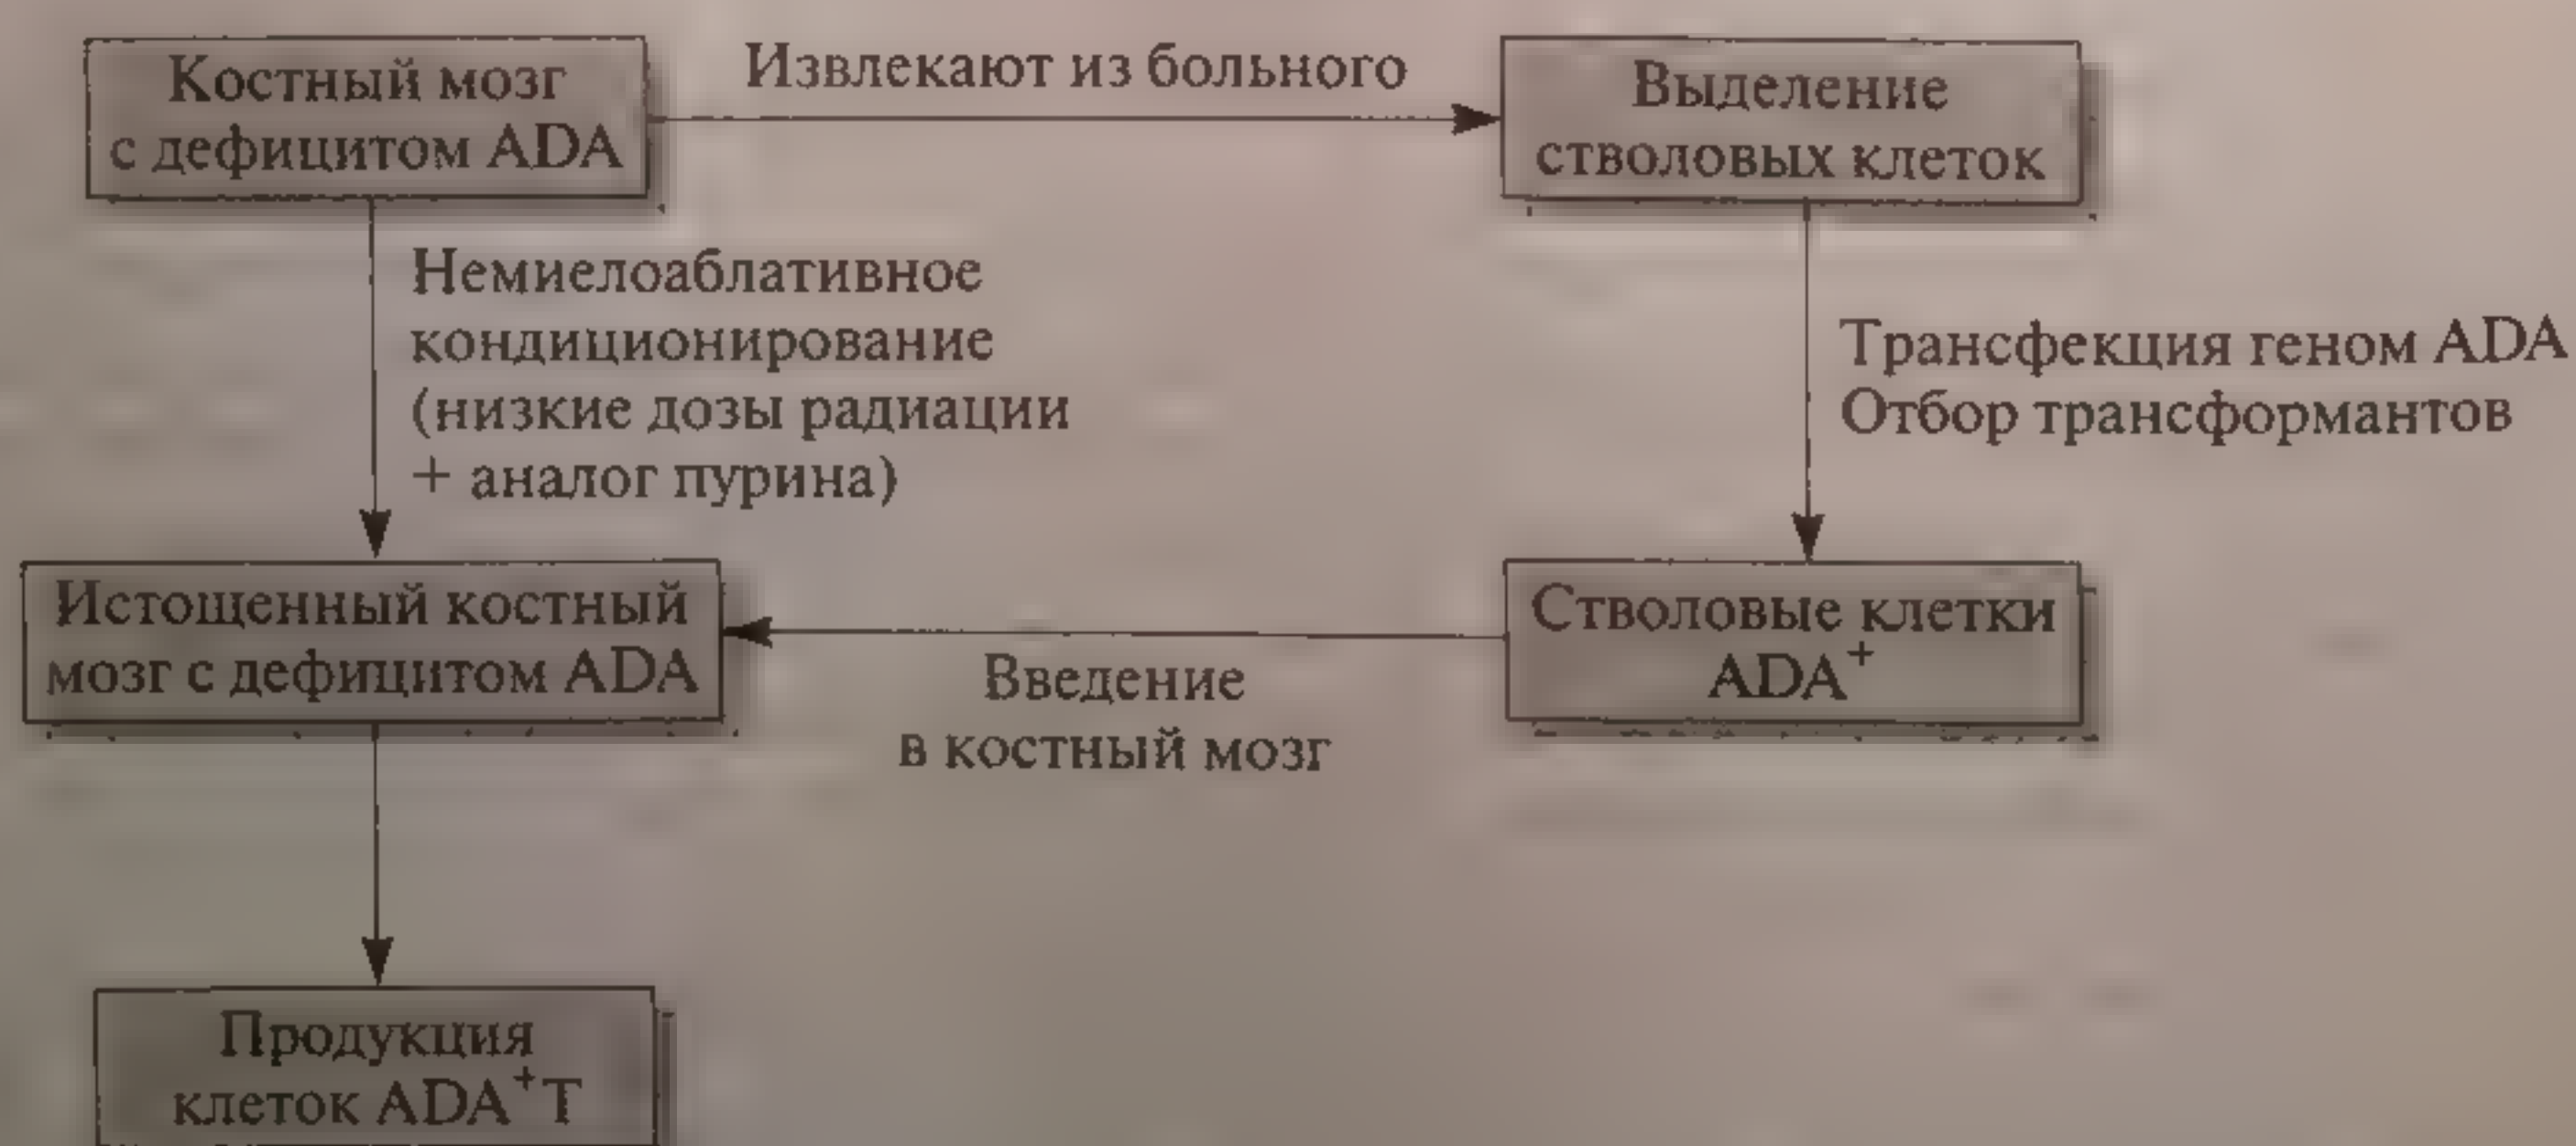 Костный мозг
с дефицитом ADA
Извлекают из больного
Выделение
стволовых клеток
Немиелоаблативное
кондиционирование
(низкие дозы радиации
+ аналог пурина)
Трансфекция геном ADA
Отбор трансформантов
Истощенный костный
мозг с дефицитом ADA
Введение
в костный мозг
Стволовые клетки
ADA⁺
Продукция
клеток ADA⁺T